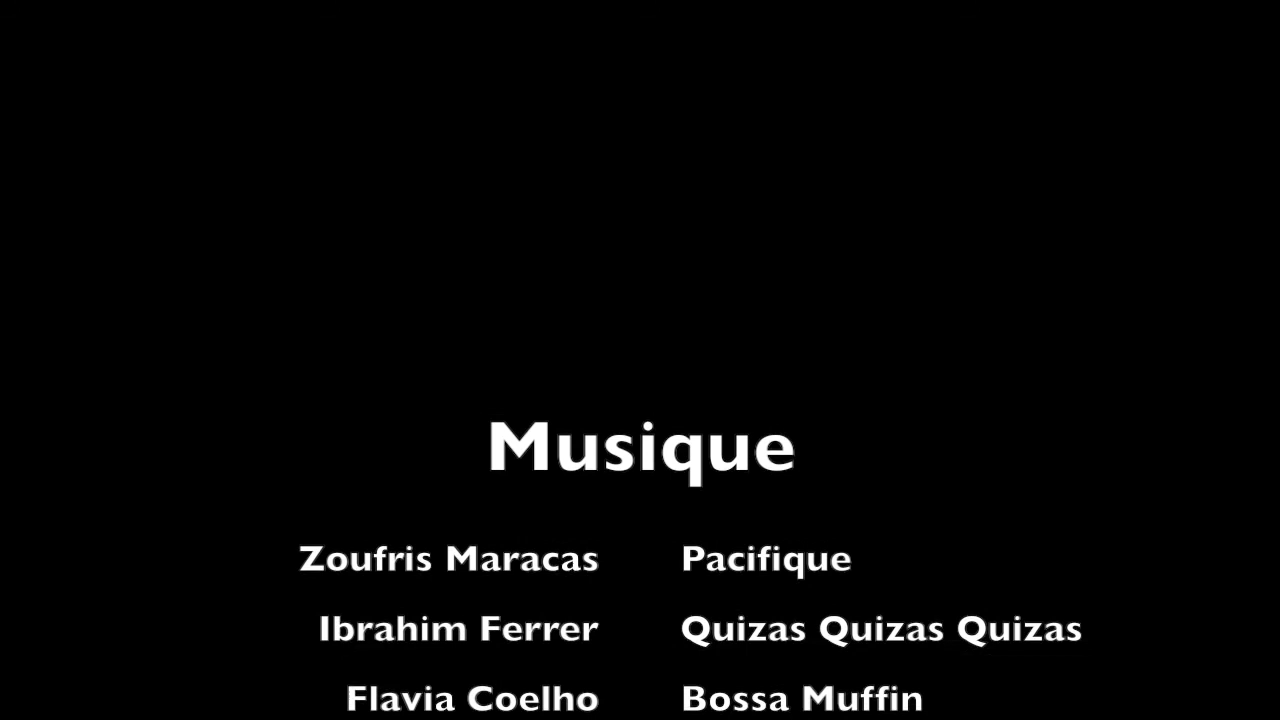 Musique
Zoufris Maracas Pacifique
Ibrahim Ferrer Quizas Quizas Quizas
Flavia Coelho Bossa Muffin